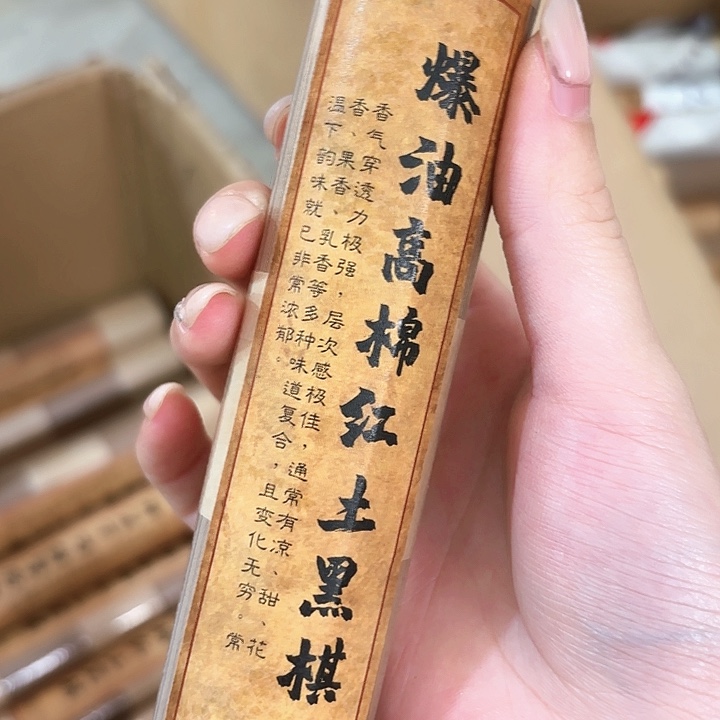 爆油高棉红土黑棋
香气穿透力极强，层次感极佳，通常有凉、甜、花
香、果香、乳香等多种味道复合，且变化无穷。常
温下韵味就已非常浓郁。